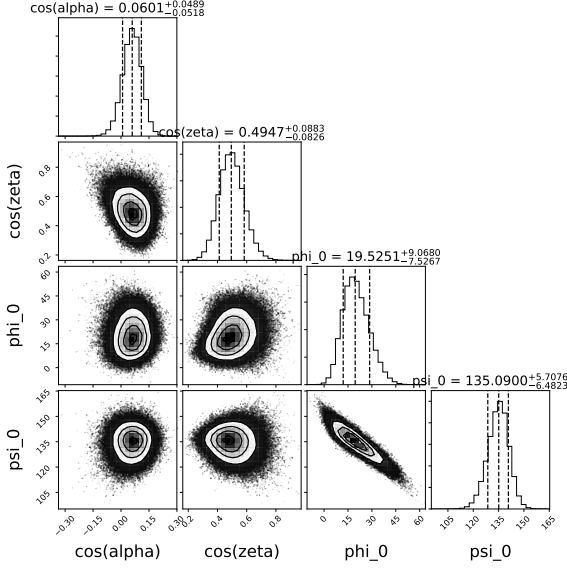 cos(alpha) = 0.0601+0.0489−0.0518
cos(zeta) = 0.4947+0.0883−0.0826
0.8
0.6
0.4
0.2
cos(zeta)
phi_0 = 19.5251+9.0680−7.5267
60
45
30
15
0
phi_0
psi_0 = 135.0900+5.7076−6.4823
165
150
135
120
105
psi_0
−0.30 −0.15 0.00 0.15 0.30
0.2 0.4 0.6 0.8
0 15 30 45 60
105 120 135 150 165
cos(alpha) cos(zeta) phi_0 psi_0